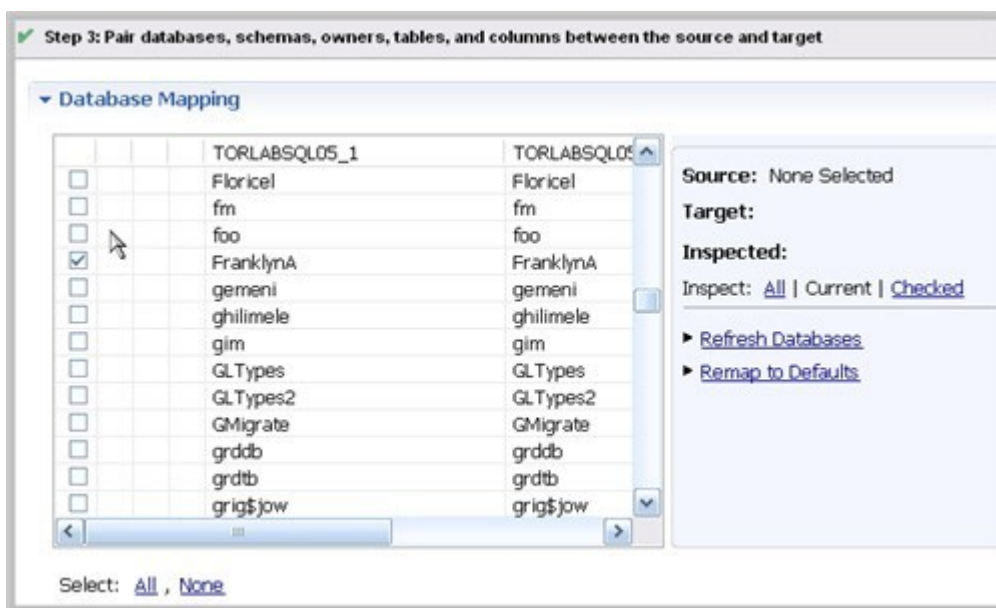 Step 3: Pair databases, schemas, owners, tables, and columns between the source and target
Database Mapping
TORLABSQL05_1 TORLABSQL05
Floricel Floricel
fm fm
foo foo
FranklynA FranklynA
gemeni gemeni
ghilimele ghilimele
gim gim
GLTypes GLTypes
GLTypes2 GLTypes2
GMigrate GMigrate
grddb grddb
grdtb grdtb
grig$jow grig$jow
Source: None Selected
Target:
Inspected:
Inspect: All | Current | Checked
Refresh Databases
Remap to Defaults
Select: All , None